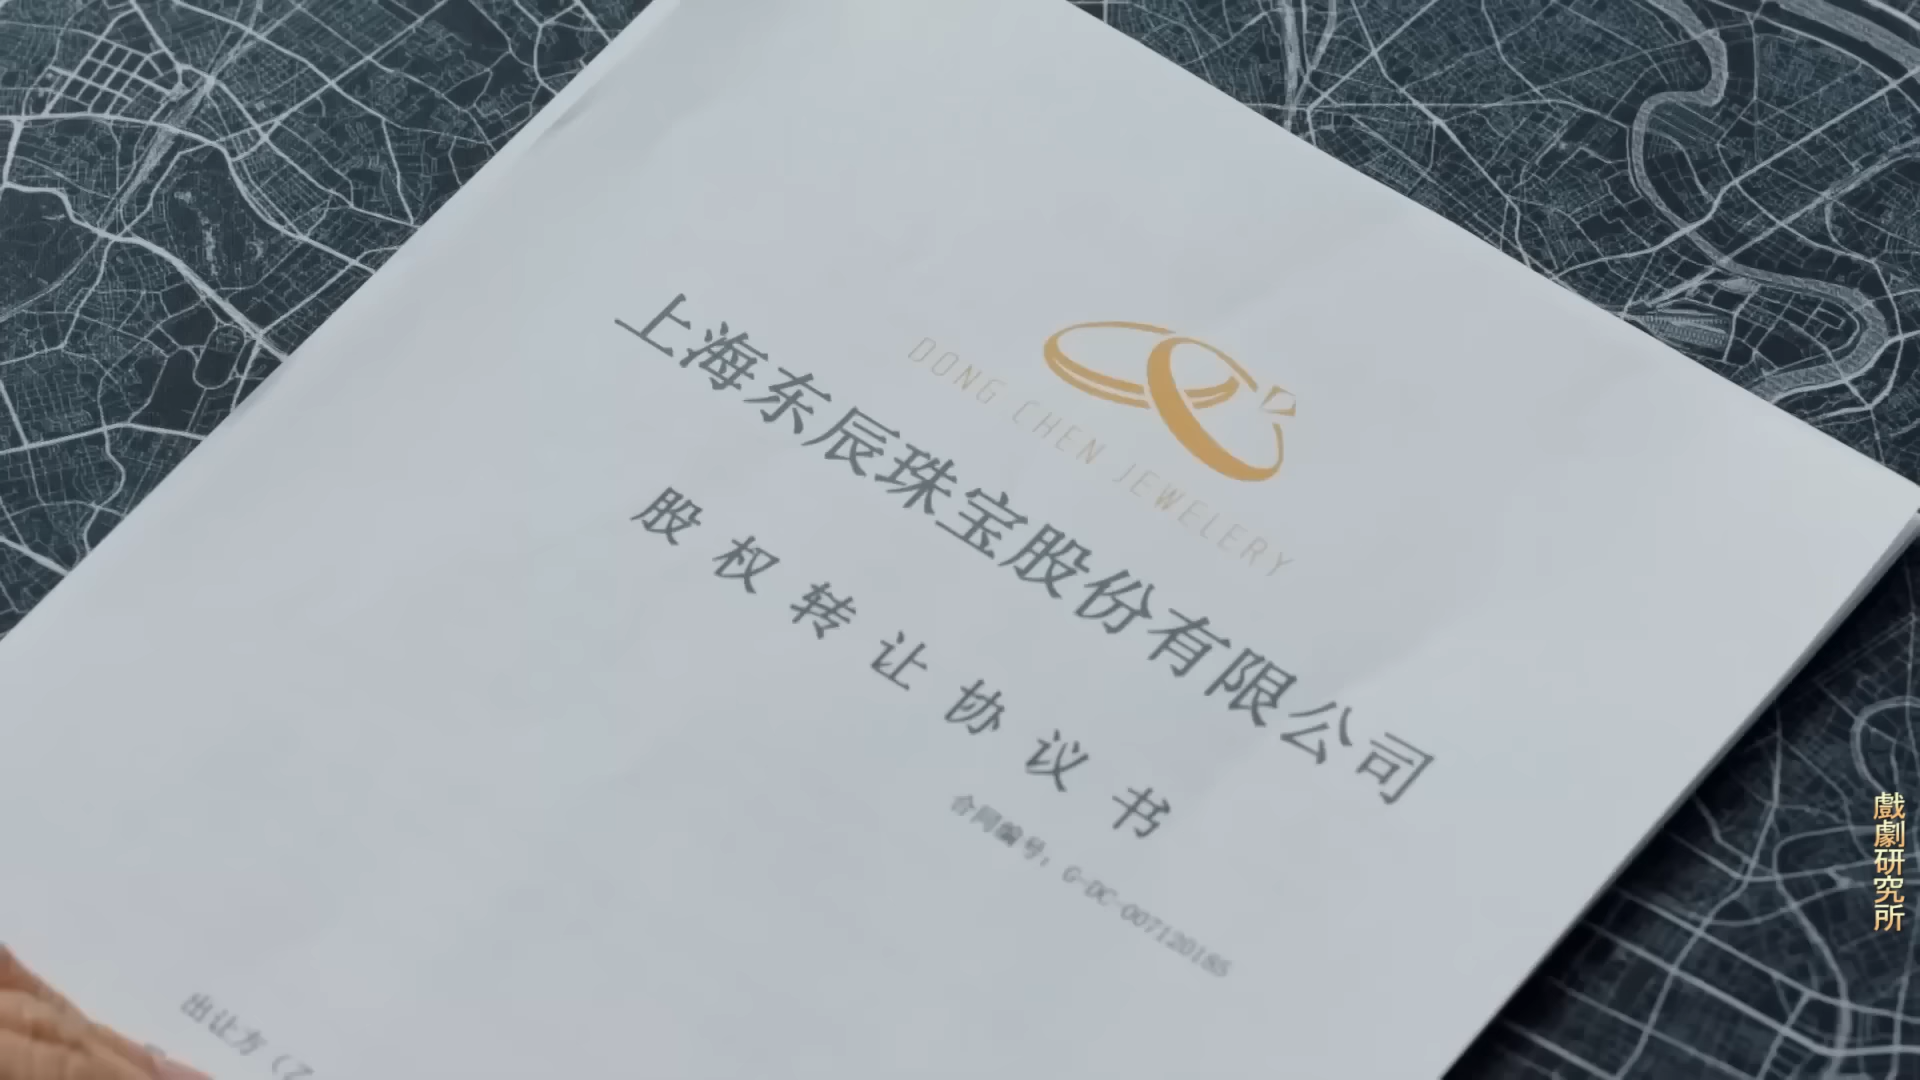 DONG CHEN JEWELERY
上海东辰珠宝股份有限公司
股权转让协议书
合同编号：G-DC-007120185
出让方（乙
戲劇研究所